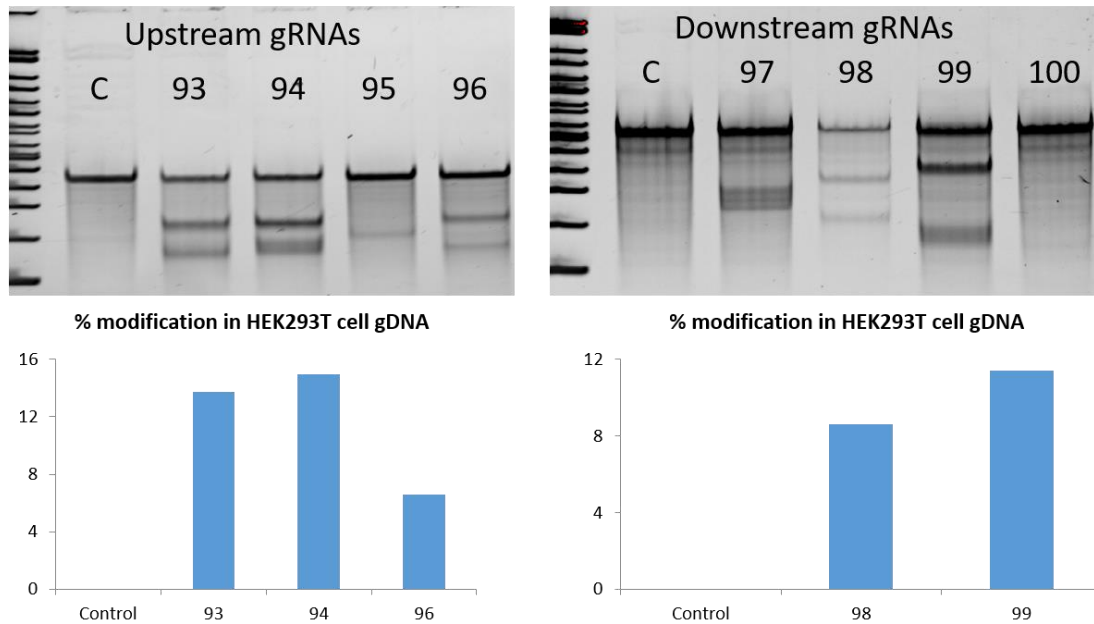 Upstream gRNAs
C 93 94 95 96
Downstream gRNAs
C 97 98 99 100
% modification in HEK293T cell gDNA
16
12
8
4
0
Control 93 94 96
% modification in HEK293T cell gDNA
12
8
4
0
Control 98 99